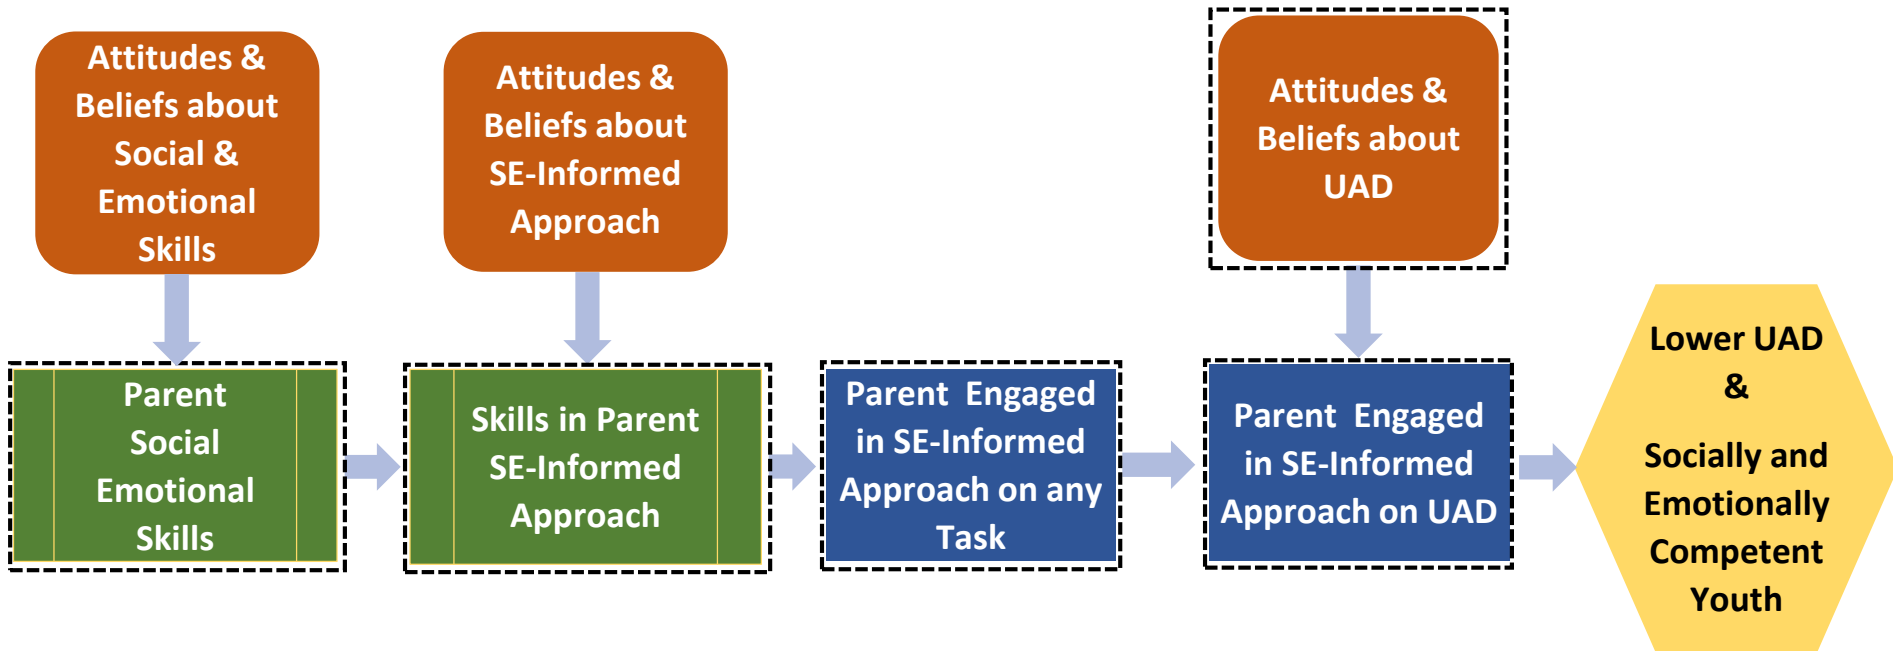 Attitudes &
Beliefs about
Social &
Emotional
Skills
Attitudes &
Beliefs about
SE-Informed
Approach
Attitudes &
Beliefs about
UAD
Parent
Social
Emotional
Skills
Skills in Parent
SE-Informed
Approach
Parent  Engaged
in SE-Informed
Approach on any
Task
Parent  Engaged
in SE-Informed
Approach on UAD
Lower UAD
&
Socially and
Emotionally
Competent
Youth